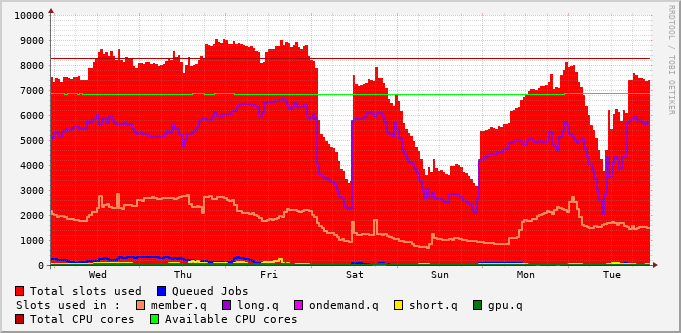 10000
9000
8000
7000
6000
5000
4000
3000
2000
1000
0
Wed Thu Fri Sat Sun Mon Tue
Total slots used Queued Jobs
Slots used in : member.q long.q ondemand.q short.q gpu.q
Total CPU cores Available CPU cores
RRDTOOL / TOBI OETIKER